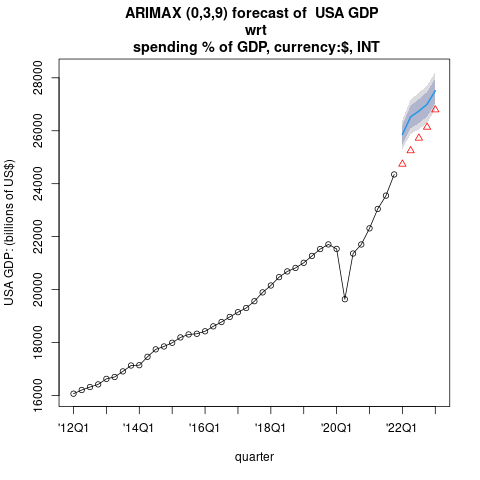 ARIMAX (0,3,9) forecast of  USA GDP
wrt
spending % of GDP, currency:$, INT
USA GDP: (billions of US$)
28000
26000
24000
22000
20000
18000
16000
'12Q1 '14Q1 '16Q1 '18Q1 '20Q1 '22Q1
quarter